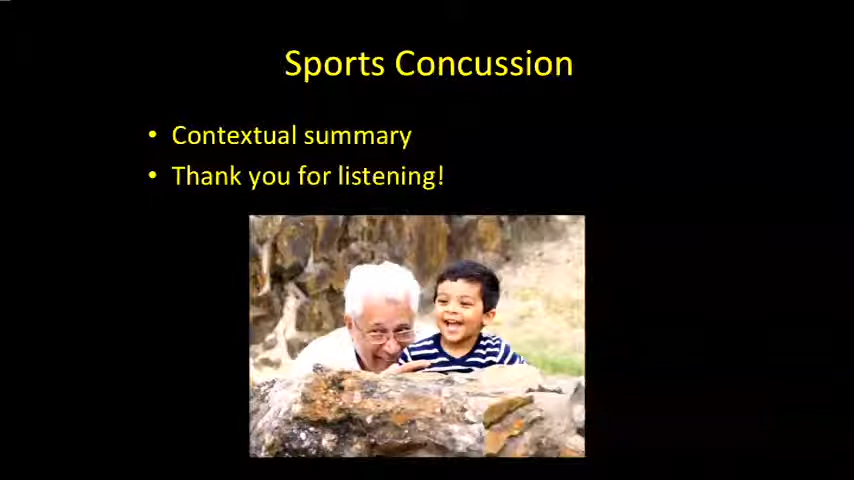 Sports Concussion
• Contextual summary
• Thank you for listening!